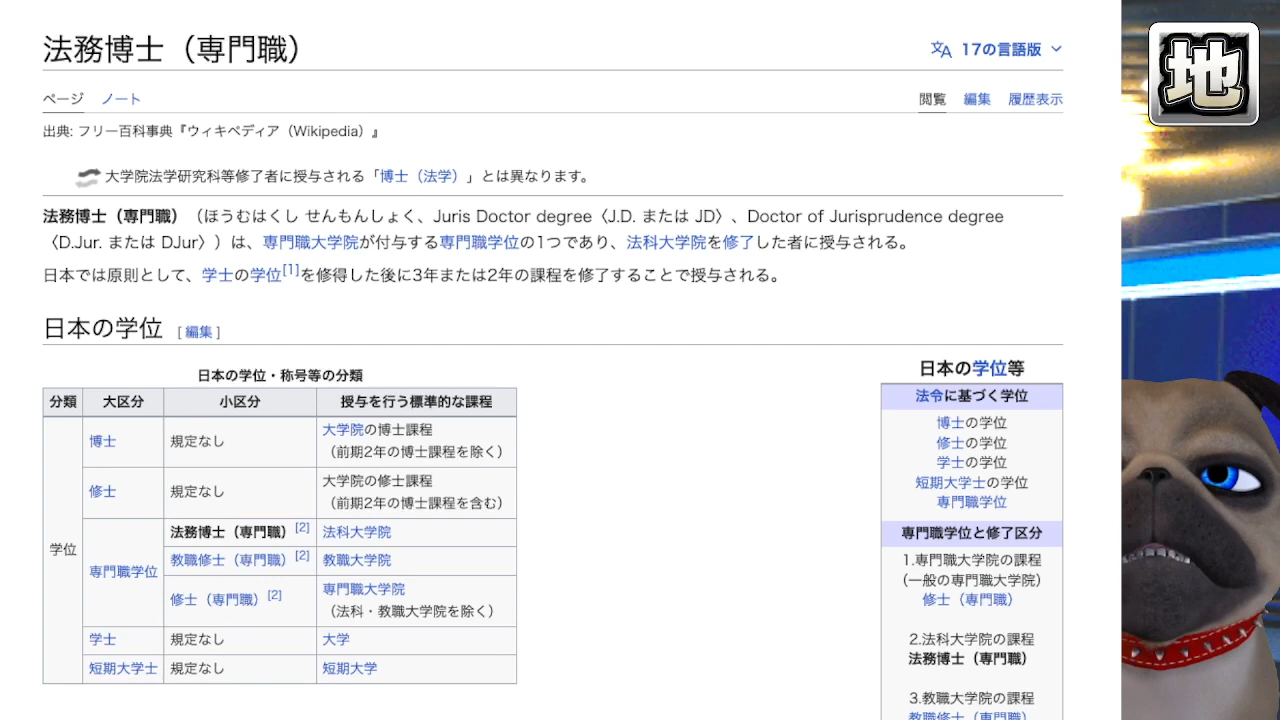 法務博士（専門職）
17の言語版
ページ ノート
閲覧 編集 履歴表示
出典: フリー百科事典『ウィキペディア（Wikipedia）』
大学院法学研究科等修了者に授与される「博士（法学）」とは異なります。
法務博士（専門職）（ほうむはくし せんもんしょく、Juris Doctor degree〈J.D. または JD〉、Doctor of Jurisprudence degree
〈D.Jur. または DJur〉）は、専門職大学院が付与する専門職学位の1つであり、法科大学院を修了した者に授与される。
日本では原則として、学士の学位[1]を修得した後に3年または2年の課程を修了することで授与される。
日本の学位 [編集]
日本の学位・称号等の分類
分類 大区分 小区分 授与を行う標準的な課程
学位
博士 規定なし 大学院の博士課程
（前期2年の博士課程を除く）
修士 規定なし 大学院の修士課程
（前期2年の博士課程を含む）
専門職学位
法務博士（専門職）[2] 法科大学院
教職修士（専門職）[2] 教職大学院
修士（専門職）[2] 専門職大学院
（法科・教職大学院を除く）
学士 規定なし 大学
短期大学士 規定なし 短期大学
日本の学位等
法令に基づく学位
博士の学位
修士の学位
学士の学位
短期大学士の学位
専門職学位
専門職学位と修了区分
1.専門職大学院の課程
(一般の専門職大学院)
修士（専門職）
2.法科大学院の課程
法務博士（専門職）
3.教職大学院の課程
教職修士（専門職）
地